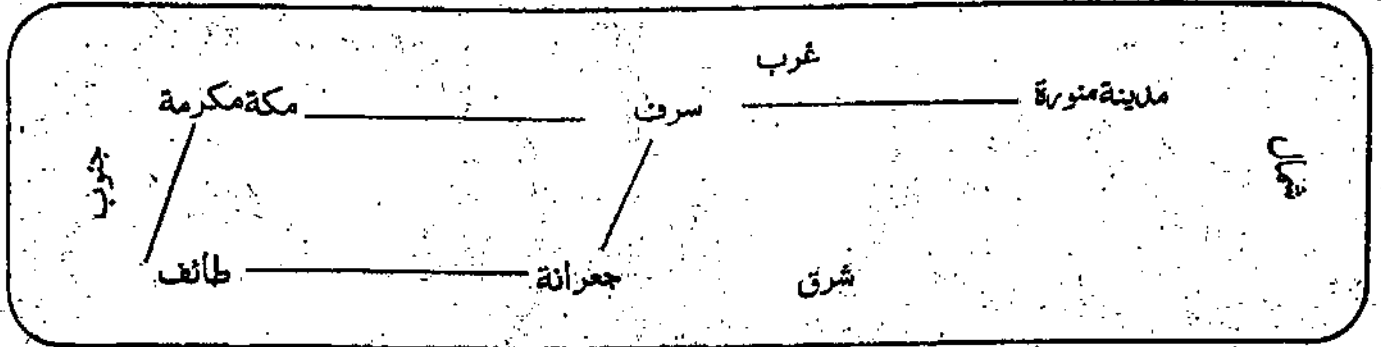 غرب
مدينة منورة سرف مكة مكرمة
شمال
جنوب
شرق جعرانة طائف